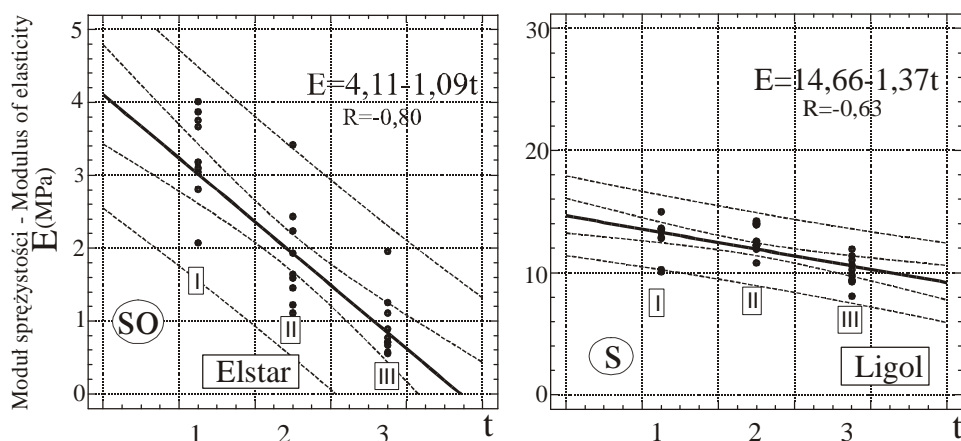 Moduł sprężystości - Modulus of elasticity
E(MPa)
5
4
3
2
1
0
E=4,11-1,09t
R=-0,80
I
II
III
SO
Elstar
1 2 3 t
30
20
10
0
E=14,66-1,37t
R=-0,63
I
II
III
S
Ligol
1 2 3 t